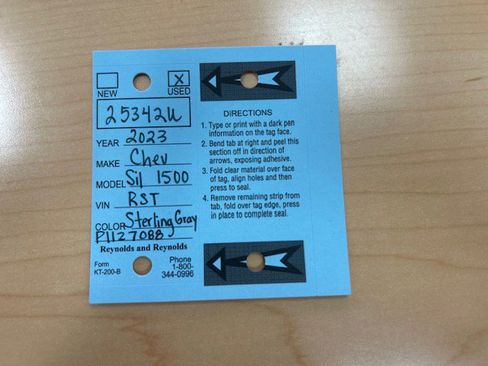 NEW
X
USED
25342U
YEAR 2023
MAKE Chev
MODEL Sil 1500
VIN RST
COLOR Sterling Gray
P1127088
Reynolds and Reynolds
Form
KT-200-B
Phone
1-800-
344-0996
DIRECTIONS
1. Type or print with a dark pen
information on the tag face.
2. Bend tab at right and peel this
section off in direction of
arrows, exposing adhesive.
3. Fold clear material over face
of tag, align holes and then
press to seal.
4. Remove remaining strip from
tab, fold over tag edge, press
in place to complete seal.